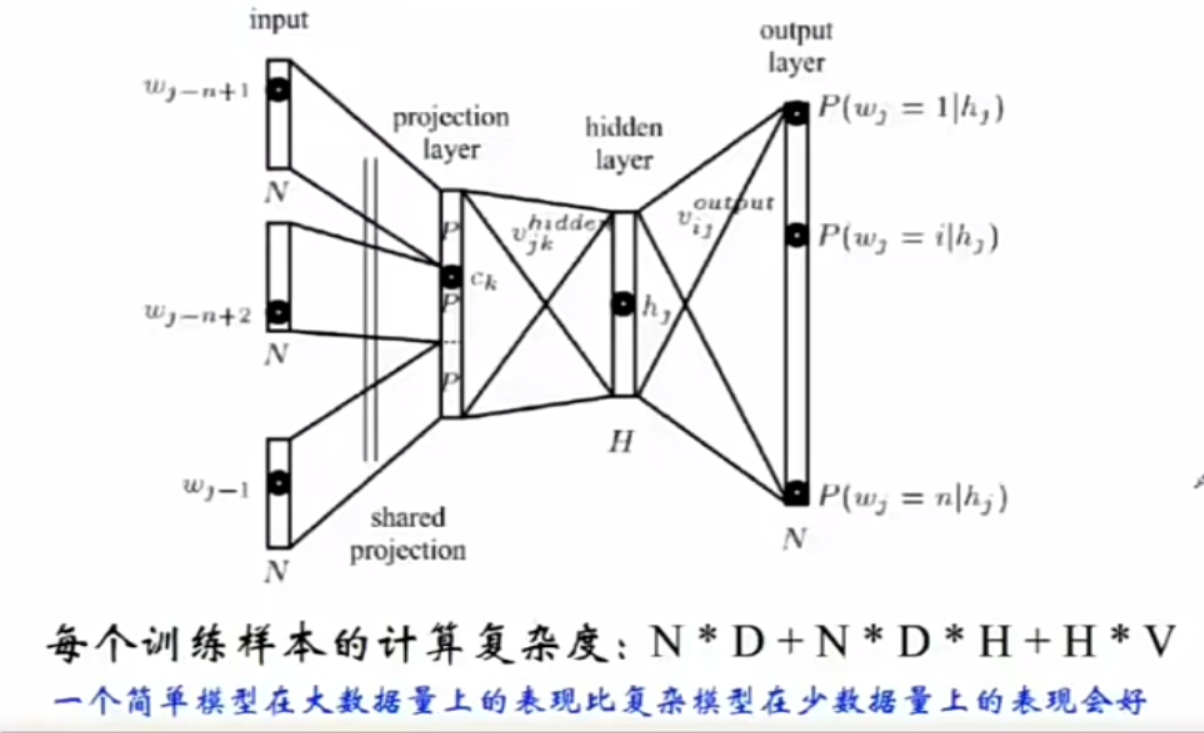 input
output
layer
w_{j-n+1}
P(w_j = 1|h_j)
projection
layer
hidden
layer
N
P
v_{jk}^{hidden}
v_{ij}^{output}
P(w_j = i|h_j)
c_k
P
h_j
w_{j-n+2}
N
P
H
w_{j-1}
P(w_j = n|h_j)
shared
projection
N
N
每个训练样本的计算复杂度：N * D + N * D * H + H * V
一个简单模型在大数据量上的表现比复杂模型在少数据量上的表现会好